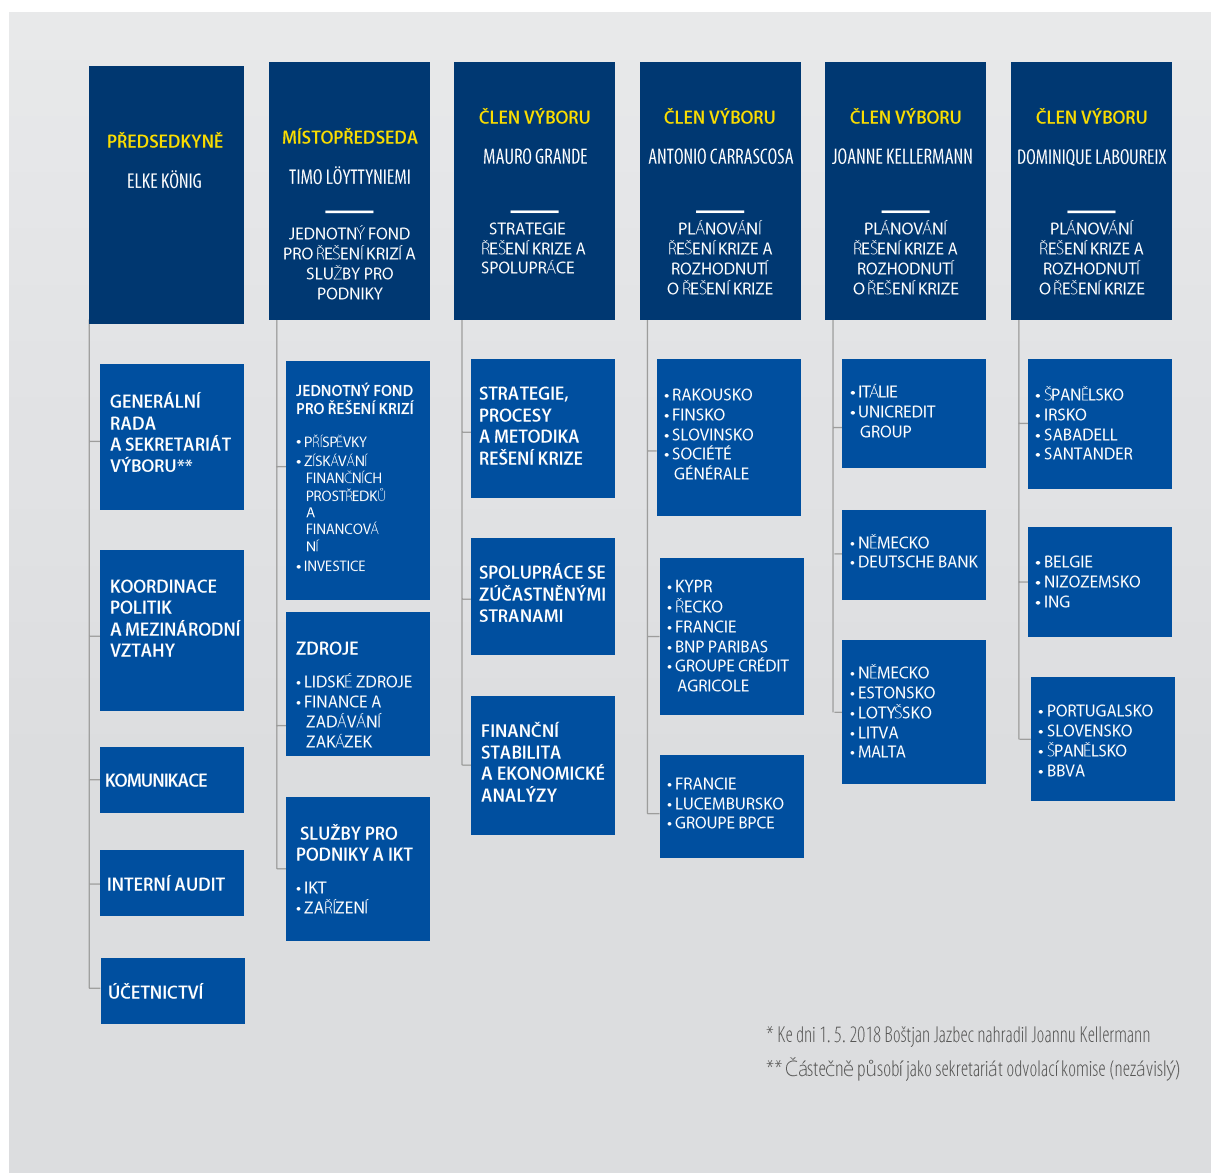 PŘEDSEDKYNĚ
ELKE KÖNIG
GENERÁLNÍ
RADA
A SEKRETARIÁT
VÝBORU**
KOORDINACE
POLITIK
A MEZINÁRODNÍ
VZTAHY
KOMUNIKACE
INTERNÍ AUDIT
ÚČETNICTVÍ
MÍSTOPŘEDSEDA
TIMO LÖYTTYNIEMI
JEDNOTNÝ FOND
PRO ŘEŠENÍ KRIZÍ A
SLUŽBY PRO
PODNIKY
JEDNOTNÝ FOND
PRO ŘEŠENÍ KRIZÍ
• PŘÍSPĚVKY
• ZÍSKÁVÁNÍ
FINANČNÍCH
PROSTŘEDKŮ
A
FINANCOVÁ
NÍ
• INVESTICE
ZDROJE
• LIDSKÉ ZDROJE
• FINANCE A
ZADÁVÁNÍ
ZAKÁZEK
SLUŽBY PRO
PODNIKY A IKT
• IKT
• ZAŘÍZENÍ
ČLEN VÝBORU
MAURO GRANDE
STRATEGIE
ŘEŠENÍ KRIZE A
SPOLUPRÁCE
STRATEGIE,
PROCESY
A METODIKA
ŘEŠENÍ KRIZE
SPOLUPRÁCE SE
ZÚČASTNĚNÝMI
STRANAMI
FINANČNÍ
STABILITA
A EKONOMICKÉ
ANALÝZY
ČLEN VÝBORU
ANTONIO CARRASCOSA
PLÁNOVÁNÍ
ŘEŠENÍ KRIZE A
ROZHODNUTÍ
O ŘEŠENÍ KRIZE
• RAKOUSKO
• FINSKO
• SLOVINSKO
• SOCIÉTÉ
GÉNÉRALE
• KYPR
• ŘECKO
• FRANCIE
• BNP PARIBAS
• GROUPE CRÉDIT
AGRICOLE
• FRANCIE
• LUCEMBURSKO
• GROUPE BPCE
ČLEN VÝBORU
JOANNE KELLERMANN
PLÁNOVÁNÍ
ŘEŠENÍ KRIZE A
ROZHODNUTÍ
O ŘEŠENÍ KRIZE
• ITÁLIE
• UNICREDIT
GROUP
• NĚMECKO
• DEUTSCHE BANK
• NĚMECKO
• ESTONSKO
• LOTYŠSKO
• LITVA
• MALTA
ČLEN VÝBORU
DOMINIQUE LABOUREIX
PLÁNOVÁNÍ
ŘEŠENÍ KRIZE A
ROZHODNUTÍ
O ŘEŠENÍ KRIZE
• ŠPANĚLSKO
• IRSKO
• SABADELL
• SANTANDER
• BELGIE
• NIZOZEMSKO
• ING
• PORTUGALSKO
• SLOVENSKO
• ŠPANĚLSKO
• BBVA
* Ke dni 1. 5. 2018 Boštjan Jazbec nahradil Joannu Kellermann
** Částečně působí jako sekretariát odvolací komise (nezávislý)